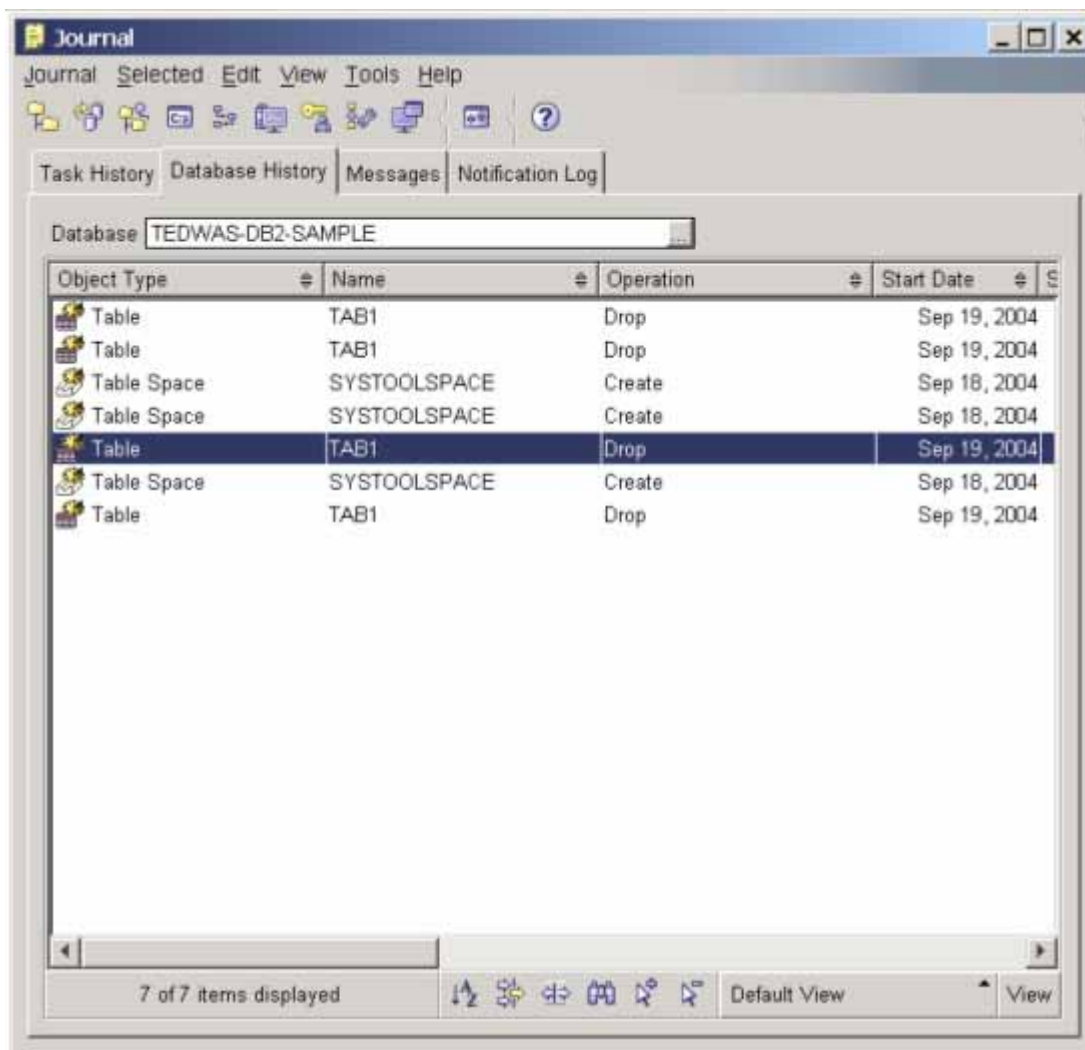 Journal
Journal Selected Edit View Tools Help
Task History Database History Messages Notification Log
Database TEDWAS-DB2-SAMPLE ...
Object Type Name Operation Start Date S
Table TAB1 Drop Sep 19, 2004
Table TAB1 Drop Sep 19, 2004
Table Space SYSTOOLSPACE Create Sep 18, 2004
Table Space SYSTOOLSPACE Create Sep 18, 2004
Table TAB1 Drop Sep 19, 2004
Table Space SYSTOOLSPACE Create Sep 18, 2004
Table TAB1 Drop Sep 19, 2004
7 of 7 items displayed Default View View